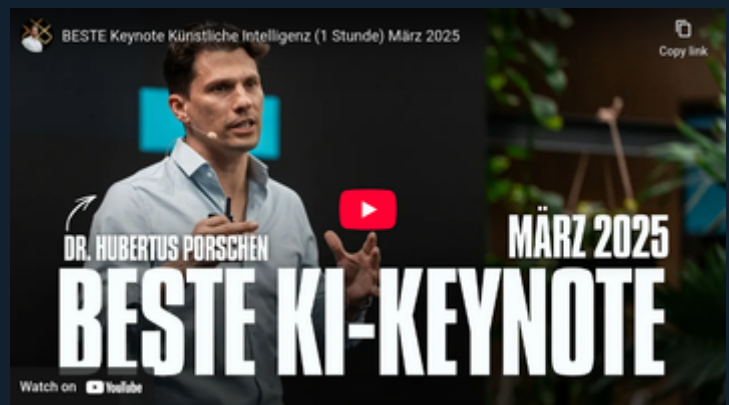 BESTE Keynote Künstliche Intelligenz (1 Stunde) März 2025
Copy link
DR. HUBERTUS PORSCHEN
MÄRZ 2025
BESTE KI-KEYNOTE
Watch on YouTube